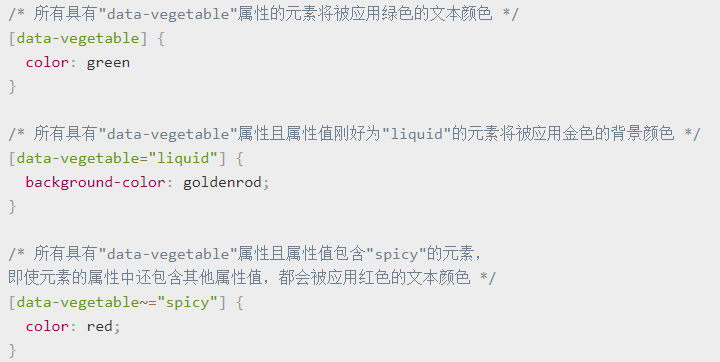 /* 所有具有"data-vegetable"属性的元素将被应用绿色的文本颜色 */
[data-vegetable] {
  color: green
}

/* 所有具有"data-vegetable"属性且属性值刚好为"liquid"的元素将被应用金色的背景颜色 */
[data-vegetable="liquid"] {
  background-color: goldenrod;
}

/* 所有具有"data-vegetable"属性且属性值包含"spicy"的元素，
即使元素的属性中还包含其他属性值，都会被应用红色的文本颜色 */
[data-vegetable~="spicy"] {
  color: red;
}